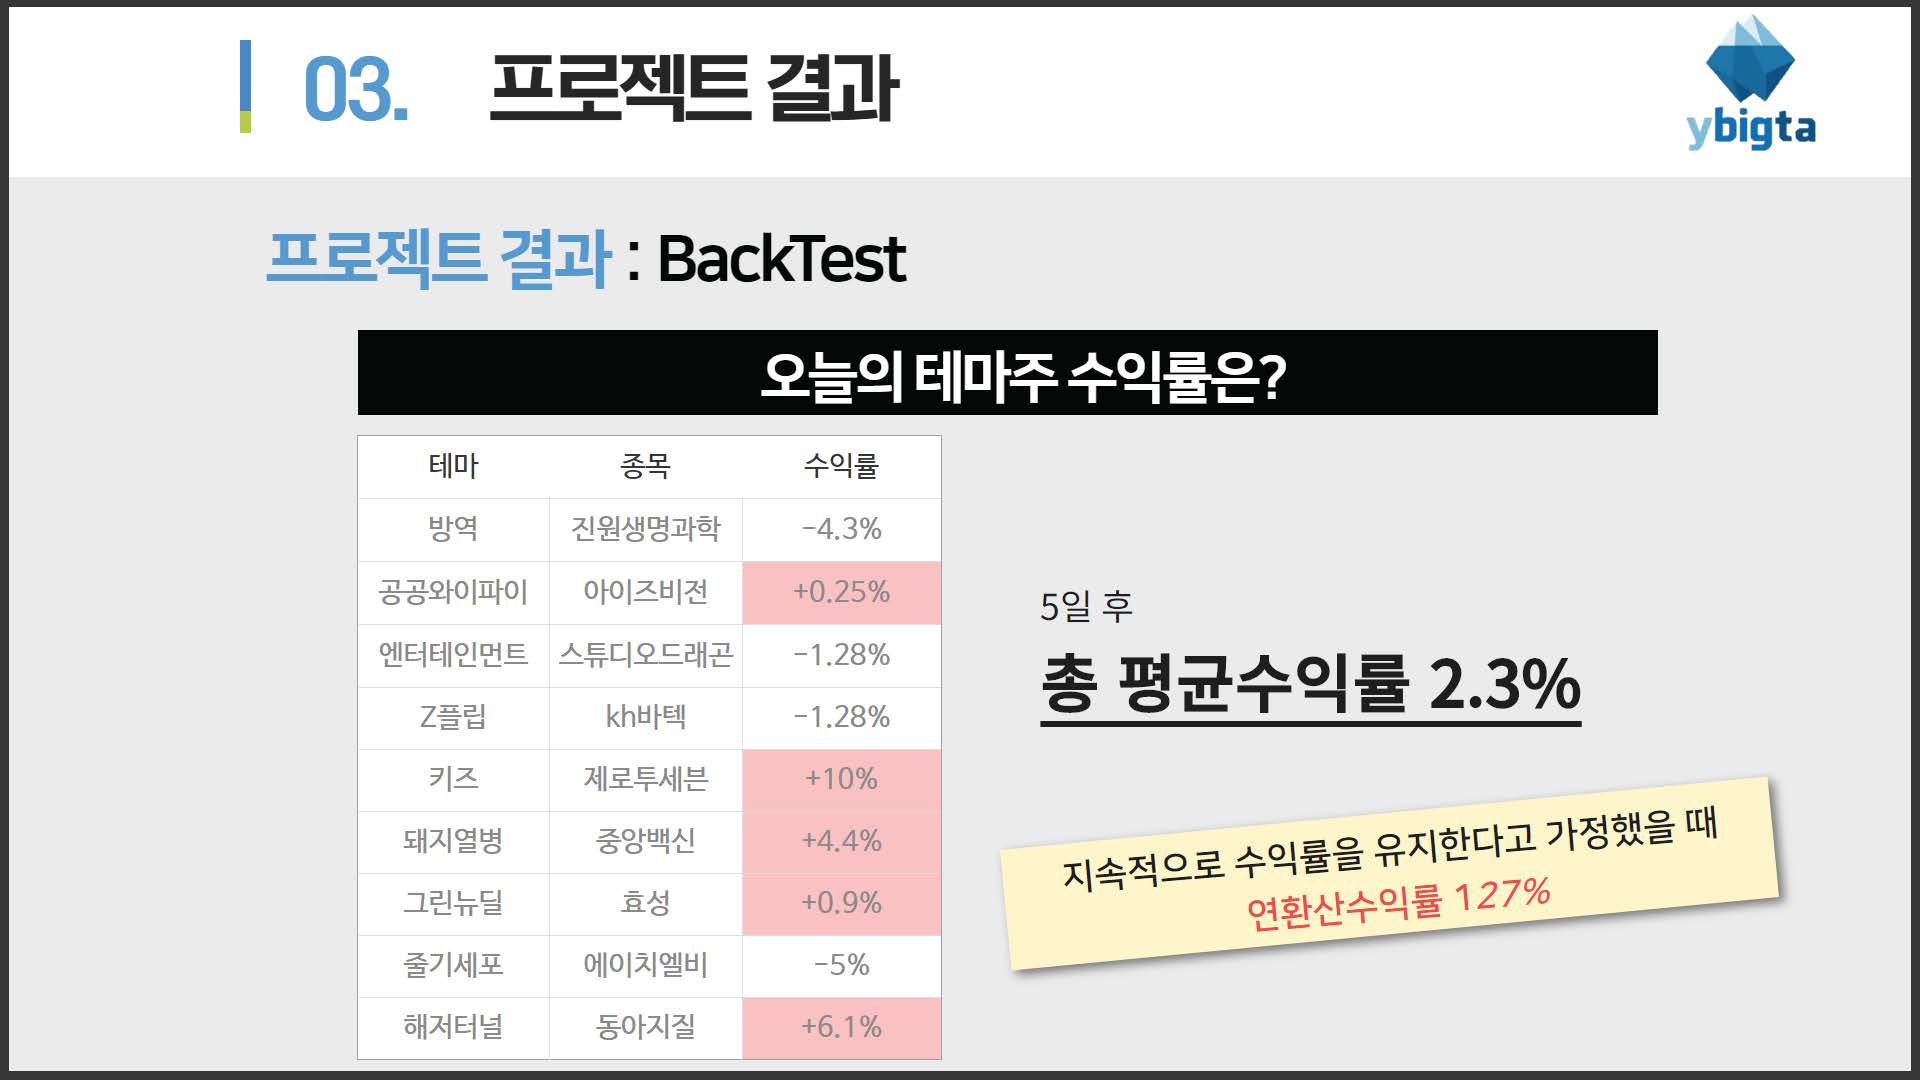 03. 프로젝트 결과
ybigta
프로젝트 결과 : BackTest
오늘의 테마주 수익률은?
테마 종목 수익률
방역 진원생명과학 -4.3%
공공와이파이 아이즈비전 +0.25%
엔터테인먼트 스튜디오드래곤 -1.28%
Z플립 kh바텍 -1.28%
키즈 제로투세븐 +10%
돼지열병 중앙백신 +4.4%
그린뉴딜 효성 +0.9%
줄기세포 에이치엘비 -5%
해저터널 동아지질 +6.1%
5일 후
총 평균수익률 2.3%
지속적으로 수익률을 유지한다고 가정했을 때
연환산수익률 127%